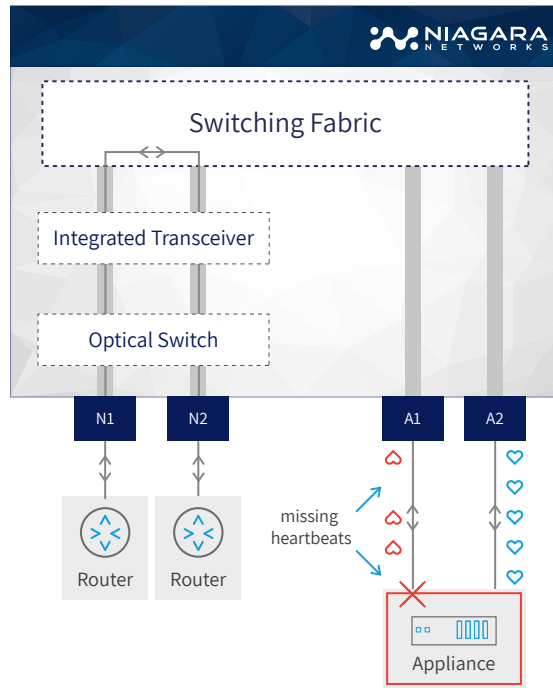 NIAGARA
NETWORKS
Switching Fabric
Integrated Transceiver
Optical Switch
N1
N2
A1
A2
missing
heartbeats
Router
Router
Appliance